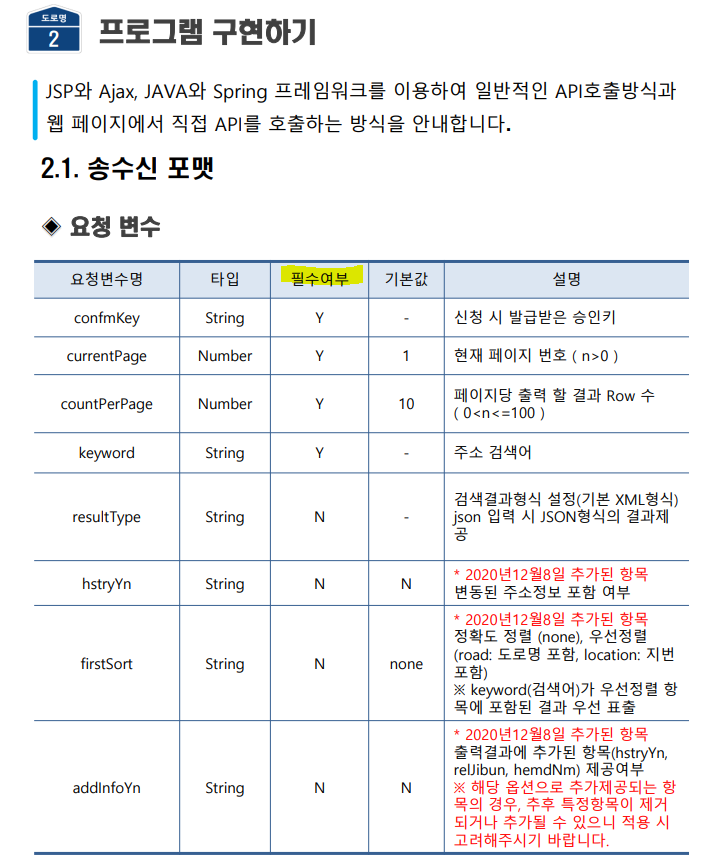 도로명
2
프로그램 구현하기
JSP와 Ajax, JAVA와 Spring 프레임워크를 이용하여 일반적인 API호출방식과
웹 페이지에서 직접 API를 호출하는 방식을 안내합니다.
2.1. 송수신 포맷
◈ 요청 변수
요청변수명 타입 필수여부 기본값 설명
confmKey String Y - 신청 시 발급받은 승인키
currentPage Number Y 1 현재 페이지 번호 ( n>0 )
countPerPage Number Y 10 페이지당 출력 할 결과 Row 수
( 0<n<=100 )
keyword String Y - 주소 검색어
resultType String N - 검색결과형식 설정(기본 XML형식)
json 입력 시 JSON형식의 결과제
공
hstryYn String N N * 2020년12월8일 추가된 항목
변동된 주소정보 포함 여부
firstSort String N none * 2020년12월8일 추가된 항목
정확도 정렬 (none), 우선정렬
(road: 도로명 포함, location: 지번
포함)
※ keyword(검색어)가 우선정렬 항
목에 포함된 결과 우선 표출
addInfoYn String N N * 2020년12월8일 추가된 항목
출력결과에 추가된 항목(hstryYn,
relJibun, hemdNm) 제공여부
※ 해당 옵션으로 추가제공되는 항
목의 경우, 추후 특정항목이 제거
되거나 추가될 수 있으니 적용 시
고려해주시기 바랍니다.